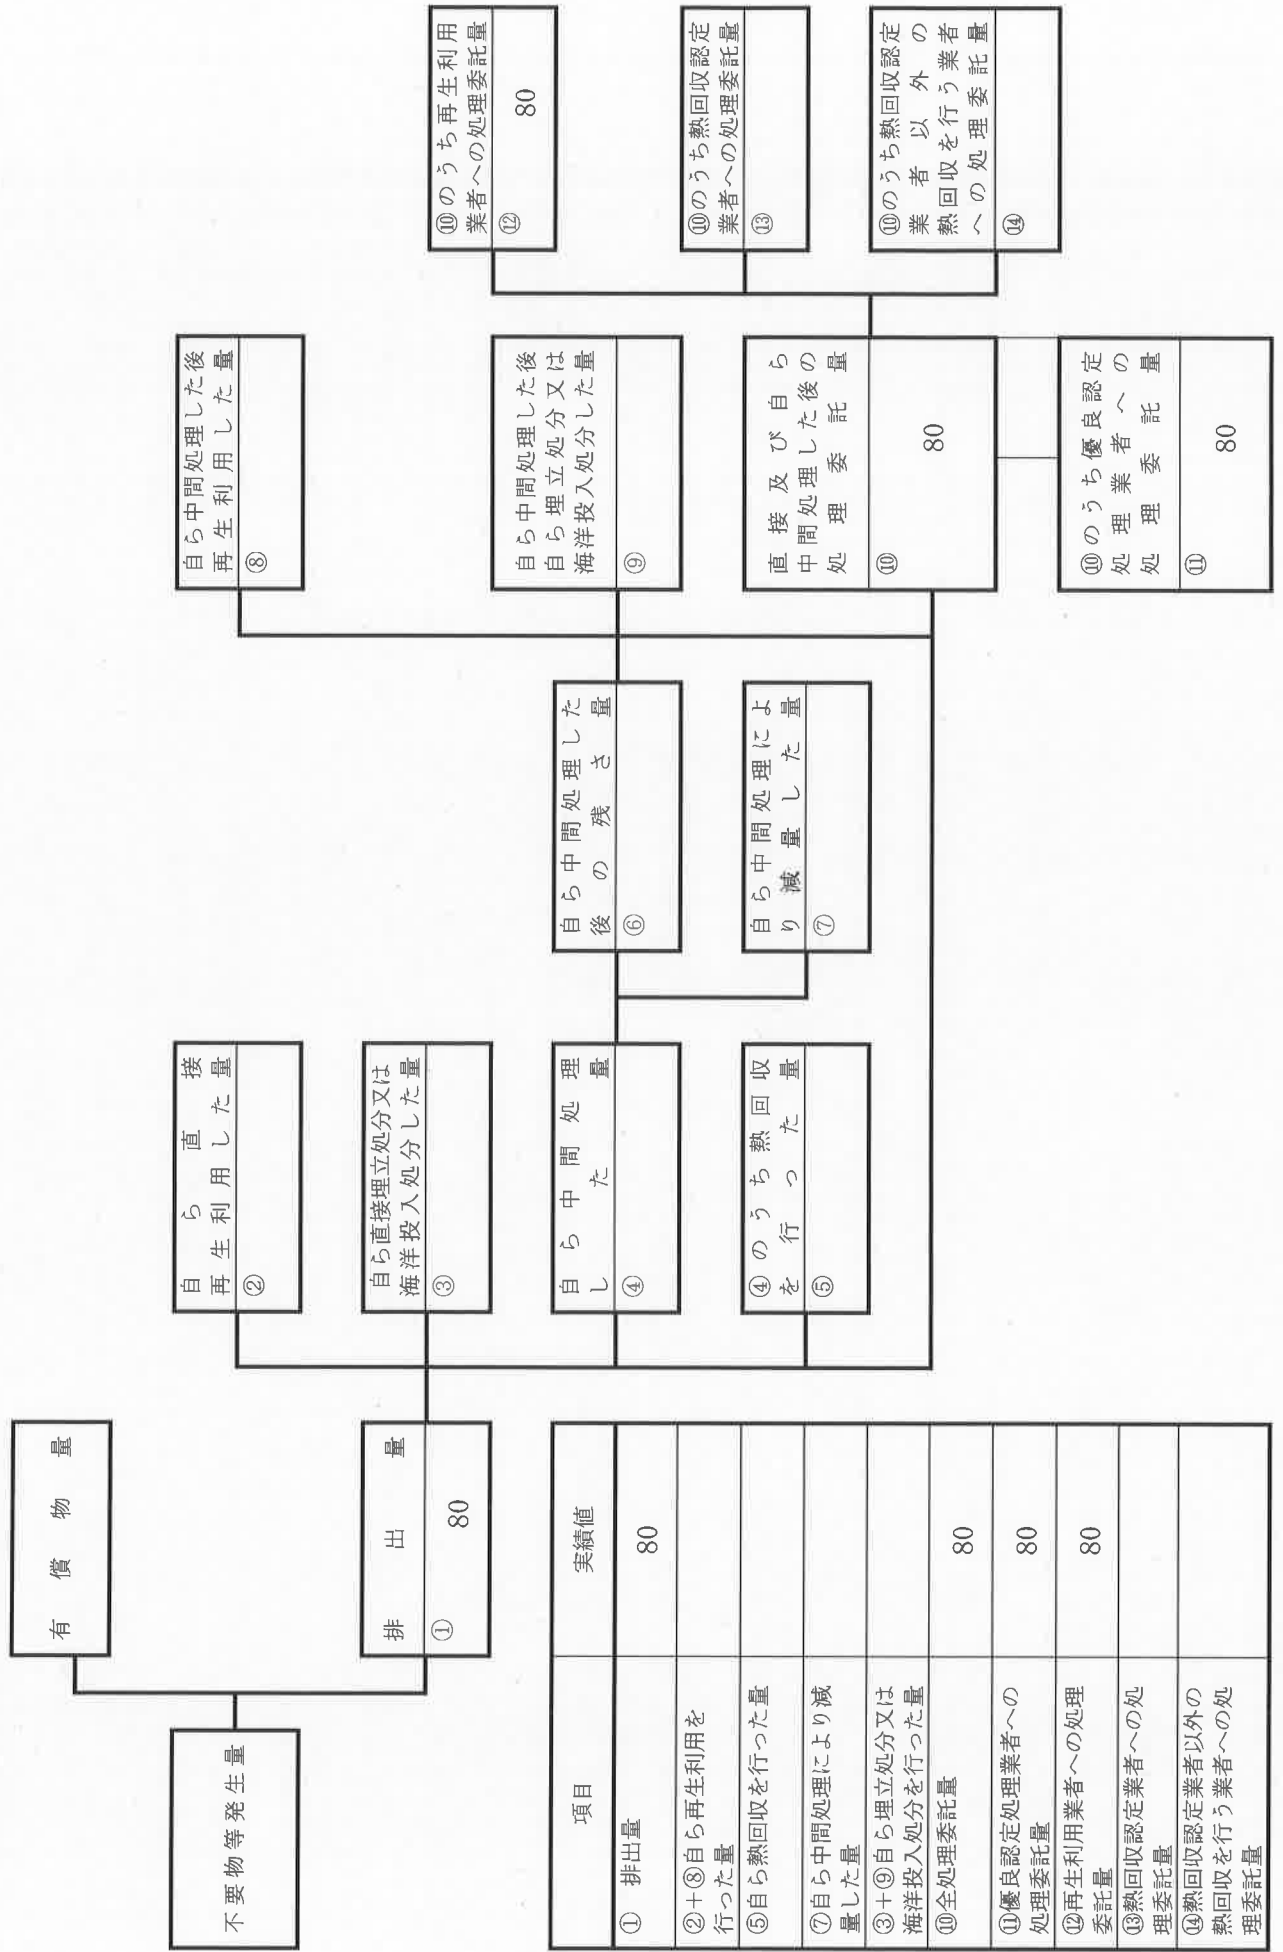 不要物等発生量
有償物量
排出量
①
80
自ら直接
再生利用した量
②
自ら直接埋立処分又は
海洋投入処分した量
③
自ら中間処理
した量
④
④のうち熱回収
を行った量
⑤
自ら中間処理した
後の残さ量
⑥
自ら中間処理によ
り減量した量
⑦
自ら中間処理した後
再生利用した量
⑧
自ら中間処理した後
自ら埋立処分又は
海洋投入処分した量
⑨
直接及び自ら
中間処理した後の
処理委託量
⑩
80
⑩のうち優良認定
処理業者への
処理委託量
⑪
80
⑩のうち再生利用
業者への処理委託量
⑫
80
⑩のうち熱回収認定
業者への処理委託量
⑬
⑩のうち熱回収認定
業者以外の
熱回収を行う業者
への処理委託量
⑭
項目 実績値
① 排出量 80
②+⑧自ら再生利用を
行った量
⑤自ら熱回収を行った量
⑦自ら中間処理により減
量した量
③+⑨自ら埋立処分又は
海洋投入処分を行った量
⑩全処理委託量 80
⑪優良認定処理業者への
処理委託量 80
⑫再生利用業者への処理
委託量 80
⑬熱回収認定業者への処
理委託量
⑭熱回収認定業者以外の
熱回収を行う業者への処
理委託量